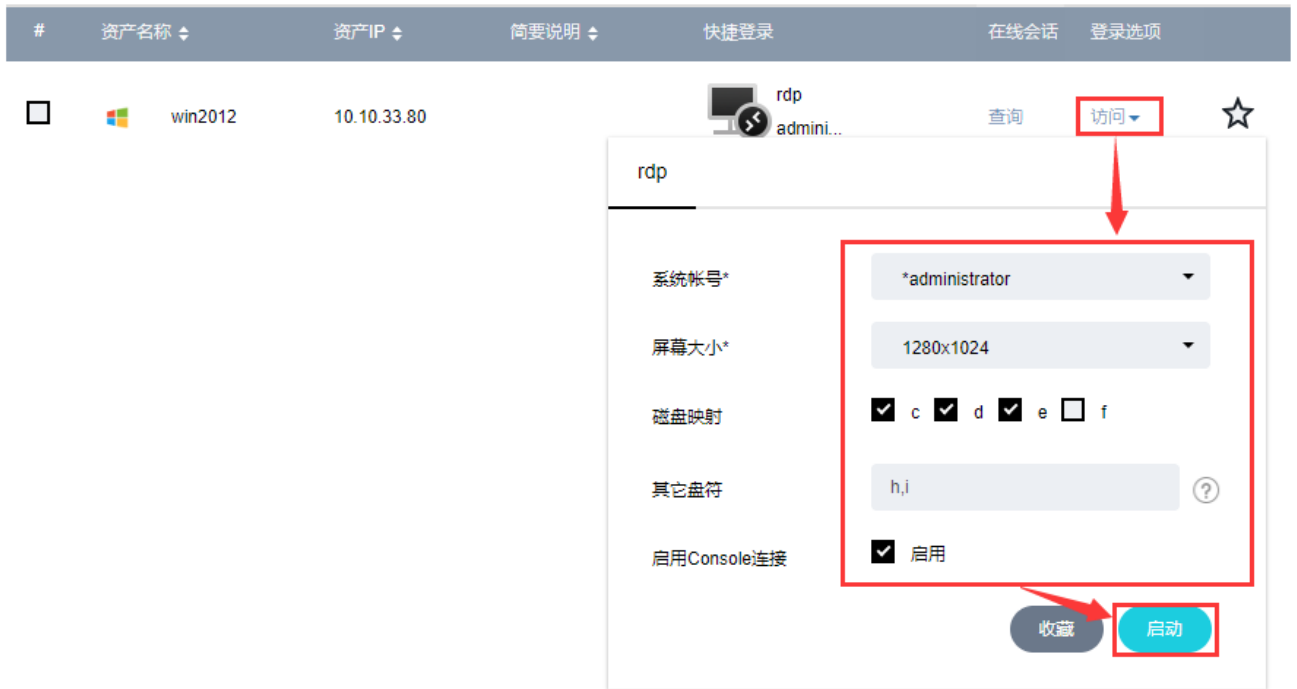 # 资产名称 资产IP 简要说明 快捷登录 在线会话 登录选项
win2012 10.10.33.80 rdp 查询 访问
admini...
rdp
系统帐号* *administrator
屏幕大小* 1280x1024
磁盘映射 c d e f
其它盘符 h,i ?
启用Console连接 启用
收藏 启动